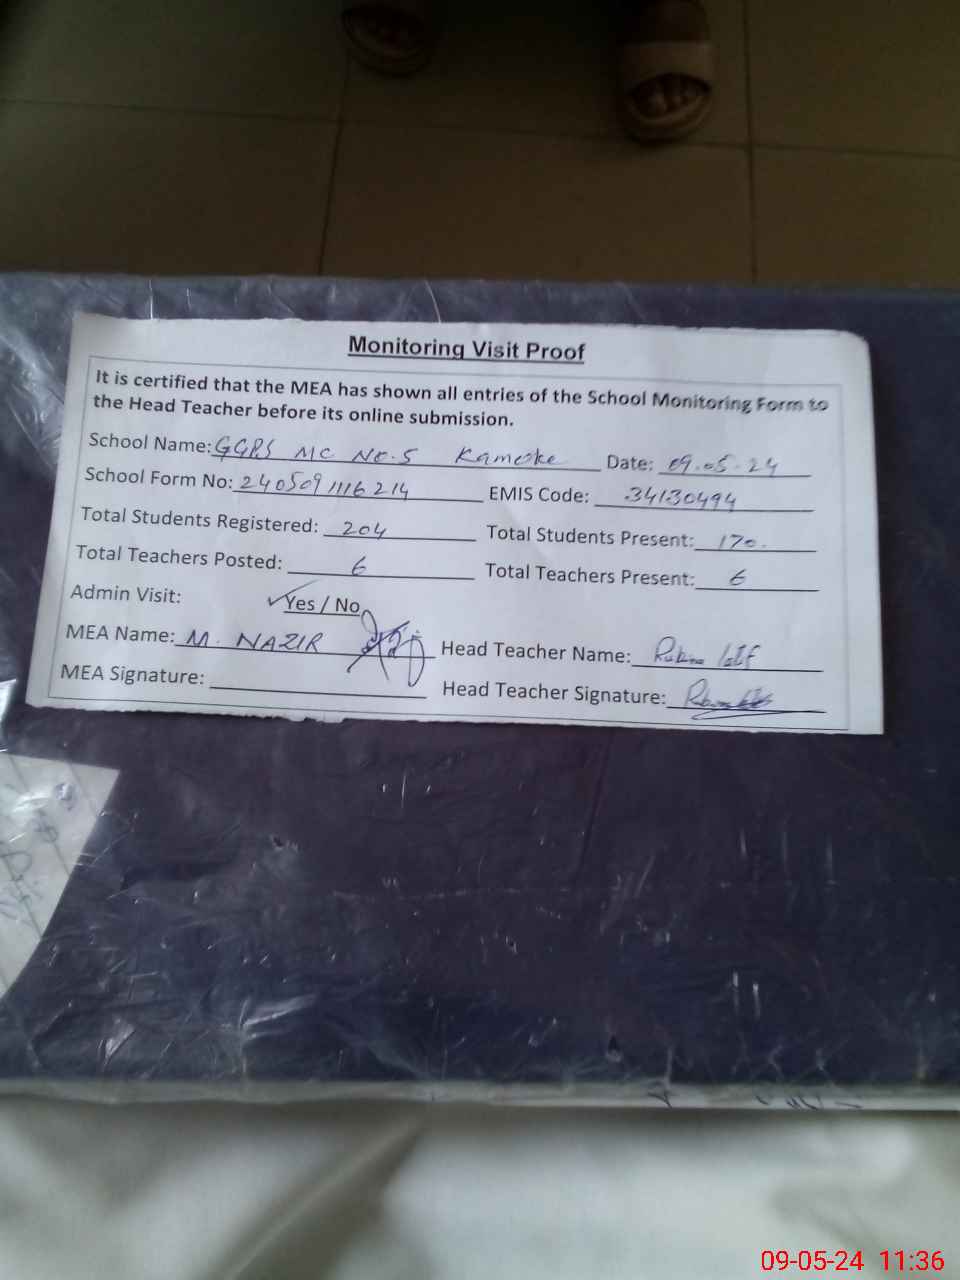 Monitoring Visit Proof
It is certified that the MEA has shown all entries of the School Monitoring Form to
the Head Teacher before its online submission.
School Name: GGPS MC No.5 Kamoke Date: 09.05.24
School Form No: 2405091116214 EMIS Code: 34130494
Total Students Registered: 204 Total Students Present: 170.
Total Teachers Posted: 6 Total Teachers Present: 6
Admin Visit: Yes / No
MEA Name: M. NAZIR Head Teacher Name: Rubina
MEA Signature: Head Teacher Signature:
09-05-24 11:36